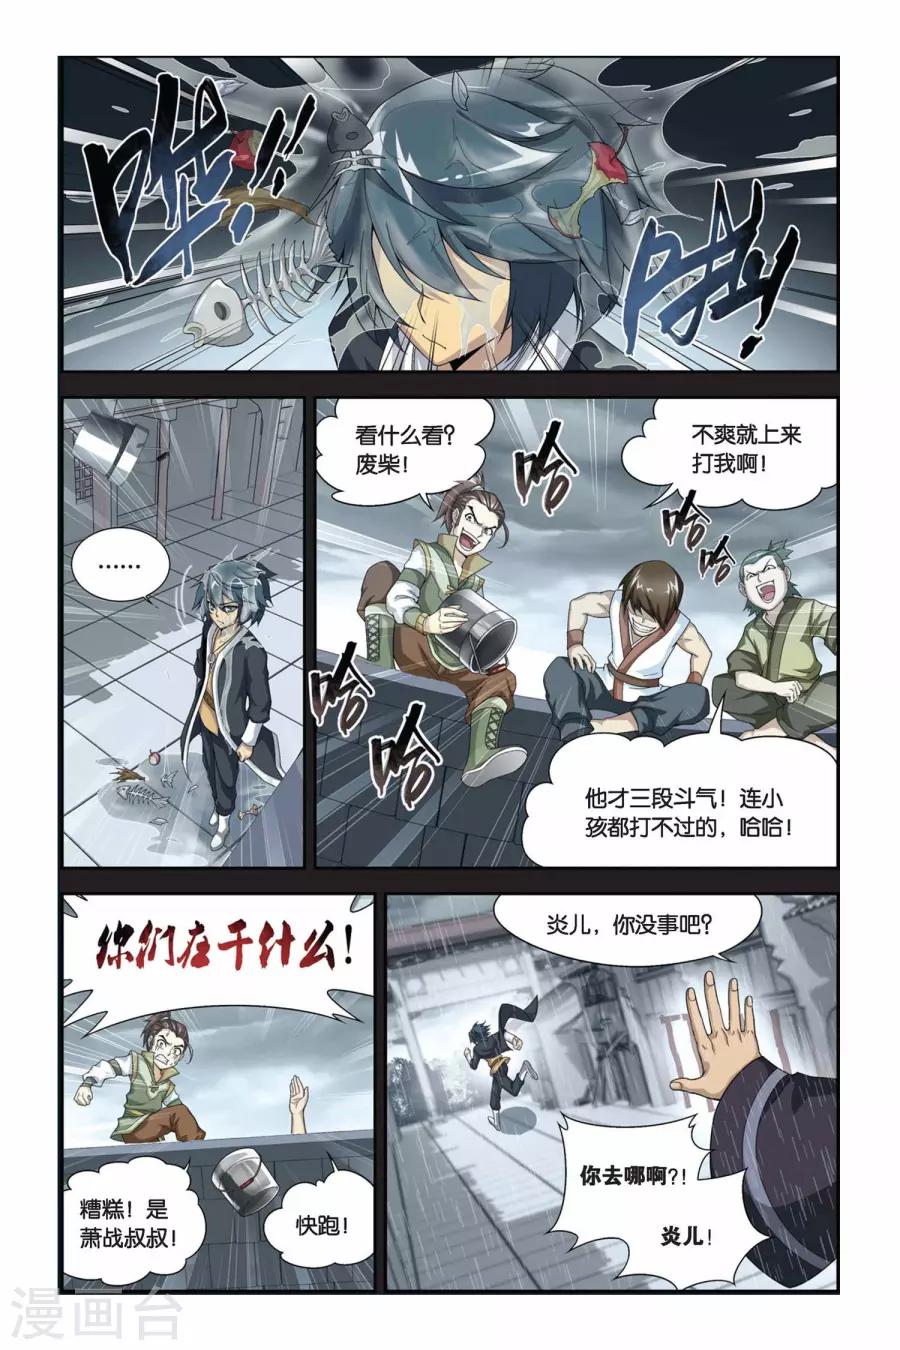 哗!!
哗!
看什么看？
废柴！
哈
不爽就上来
打我啊！
哈
哈
……
哈
哈
他才三段斗气！连小
孩都打不过的，哈哈！
你们在干什么！
炎儿，你没事吧？
你去哪啊？！
炎儿！
糟糕！是
萧战叔叔！
快跑！
漫画台